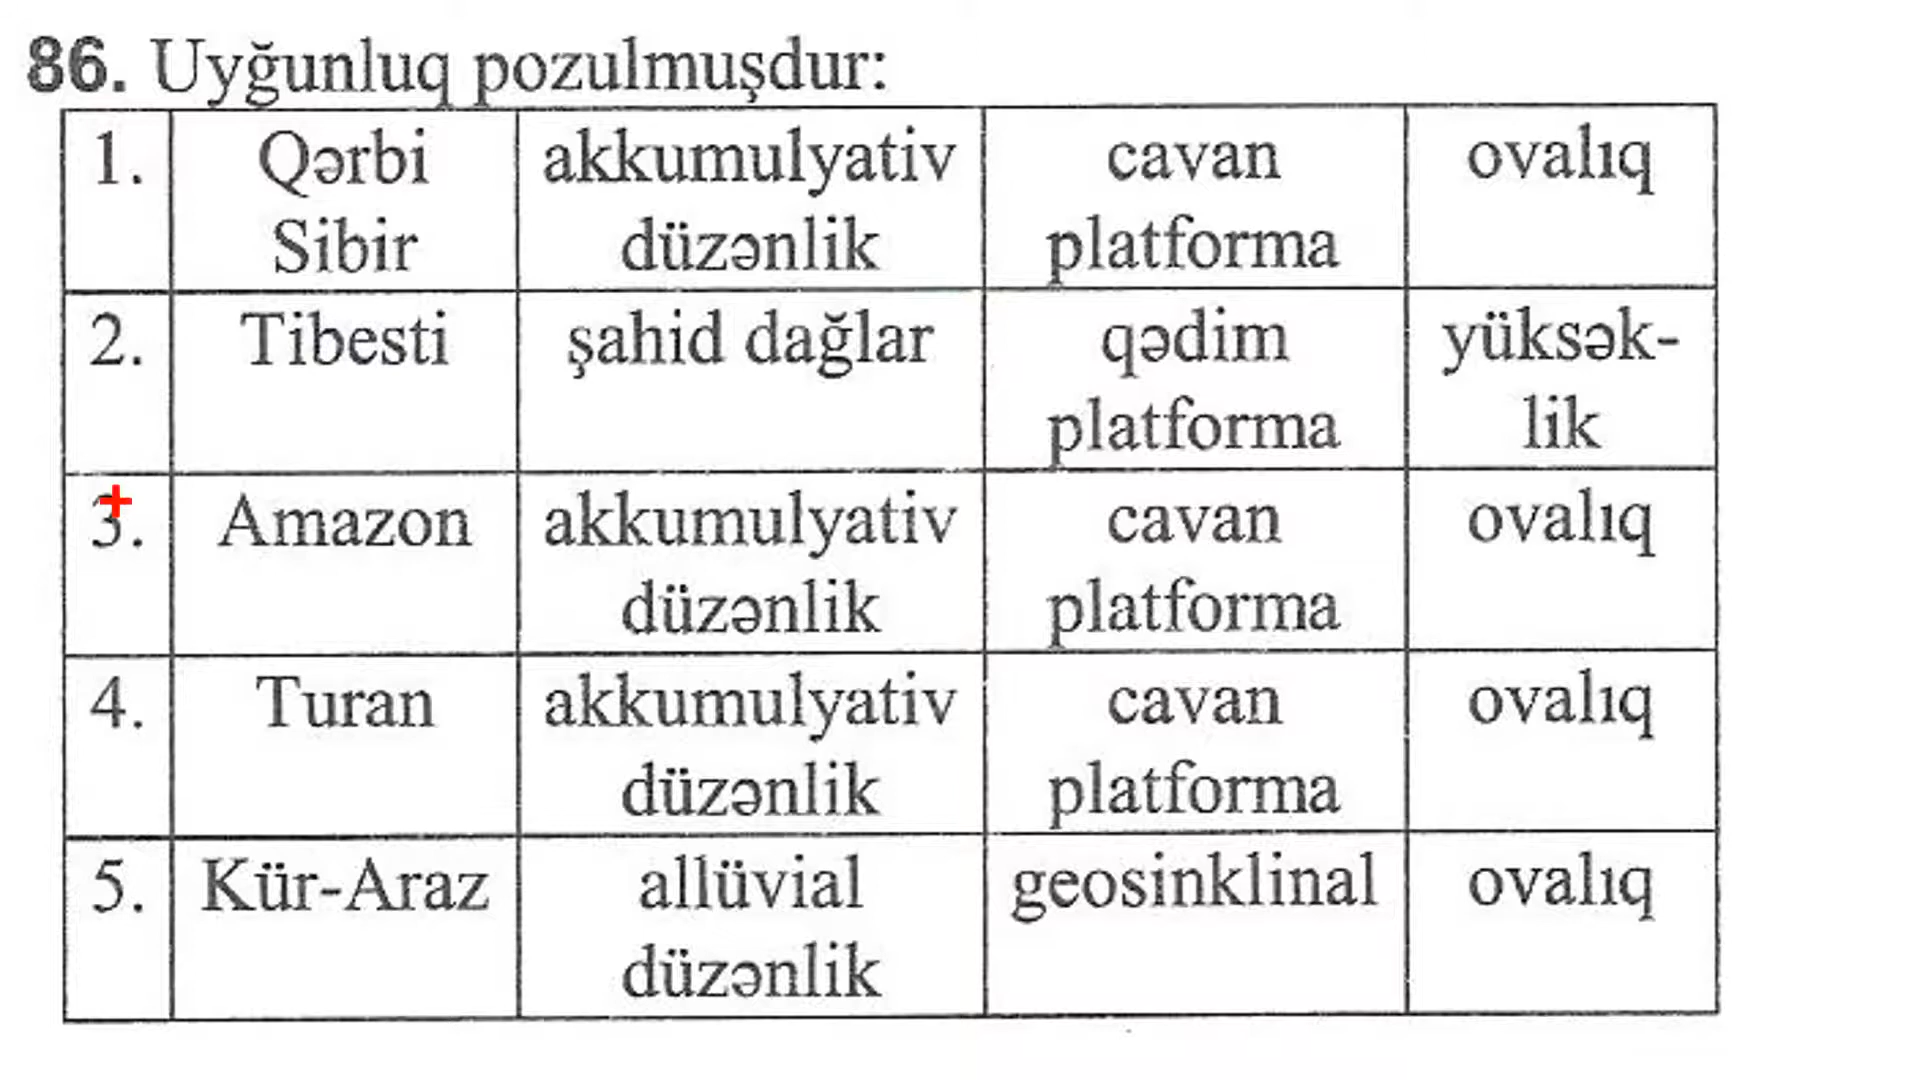 86. Uyğunluq pozulmuşdur:
1. Qərbi Sibir akkumulyativ düzənlik cavan platforma ovalıq
2. Tibesti şahid dağlar qədim platforma yüksək-lik
3. Amazon akkumulyativ düzənlik cavan platforma ovalıq
4. Turan akkumulyativ düzənlik cavan platforma ovalıq
5. Kür-Araz allüvial düzənlik geosinklinal ovalıq